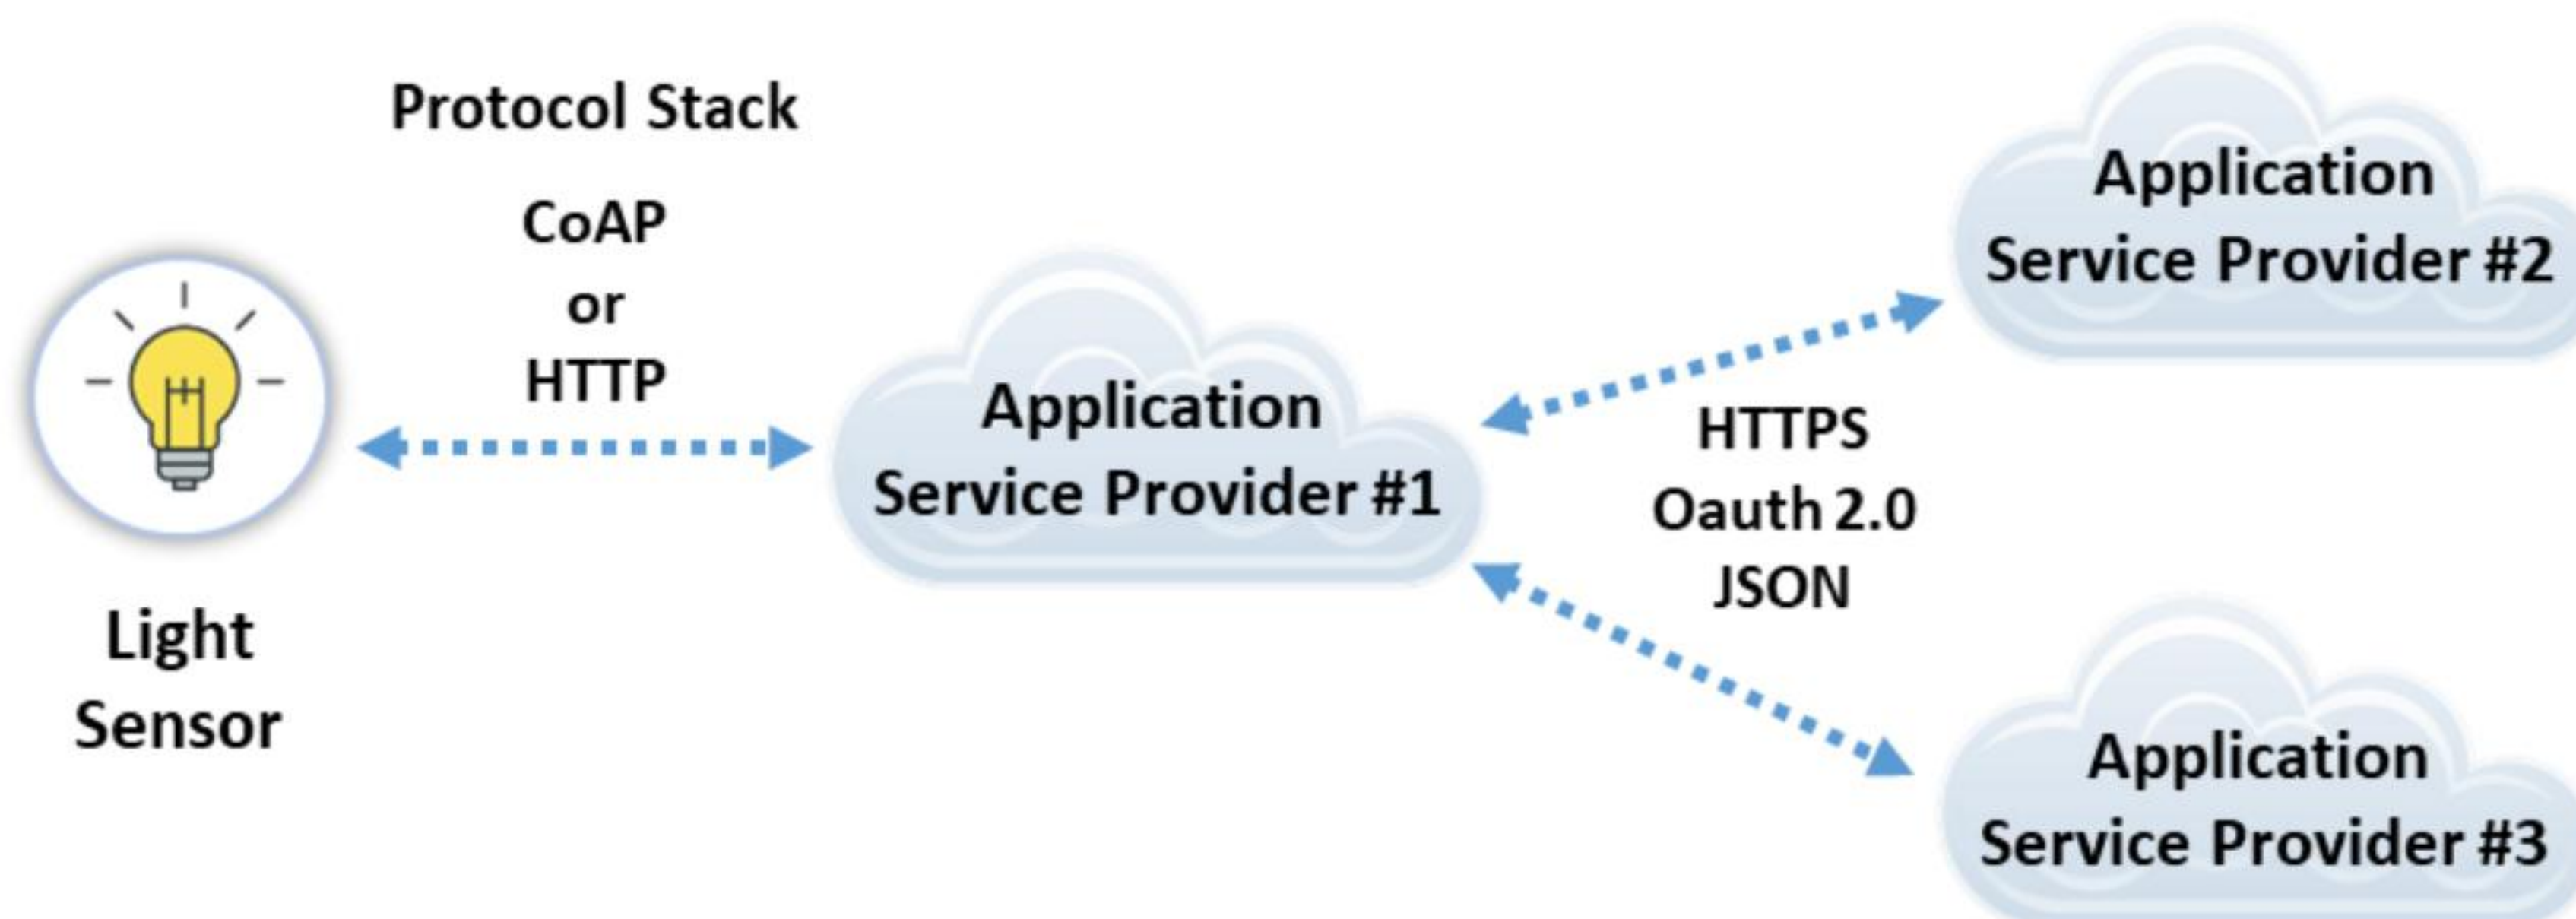 Protocol Stack
CoAP
or
HTTP
Light
Sensor
Application
Service Provider #1
HTTPS
Oauth 2.0
JSON
Application
Service Provider #2
Application
Service Provider #3